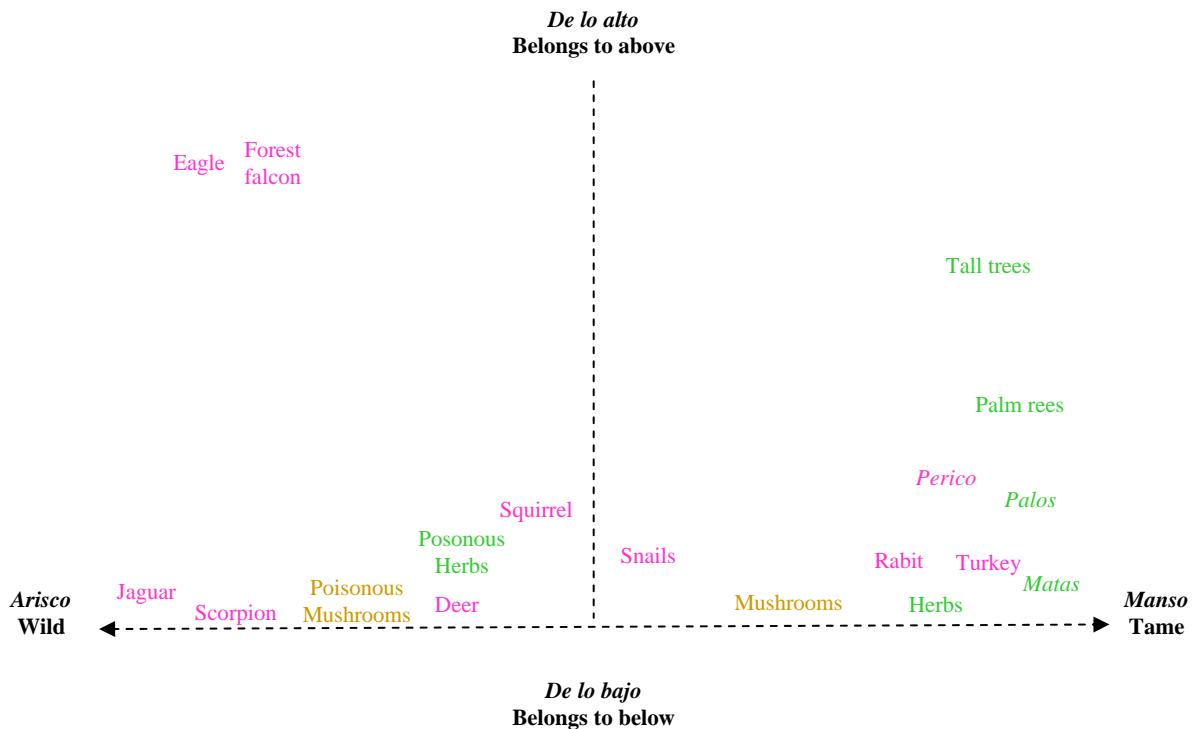 De lo alto
Belongs to above
Eagle
Forest
falcon
Tall trees
Palm rees
Perico
Palos
Squirrel
Posonous
Herbs
Snails
Rabit
Turkey
Matas
Jaguar
Scorpion
Poisonous
Mushrooms
Deer
Mushrooms
Herbs
Arisco
Wild
Manso
Tame
De lo bajo
Belongs to below